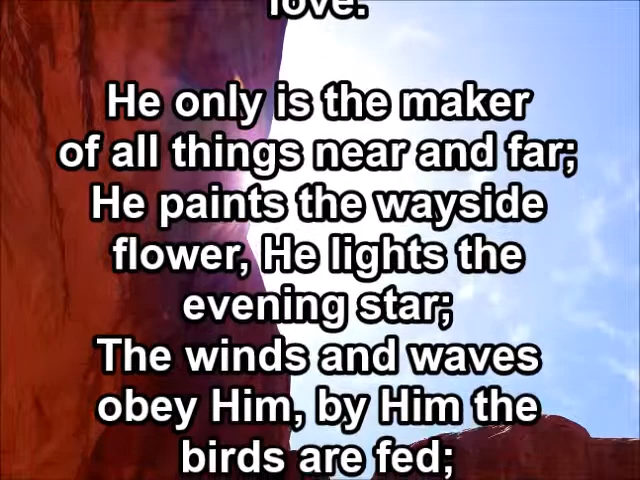 love.
He only is the maker
of all things near and far;
He paints the wayside
flower, He lights the
evening star;
The winds and waves
obey Him, by Him the
birds are fed;